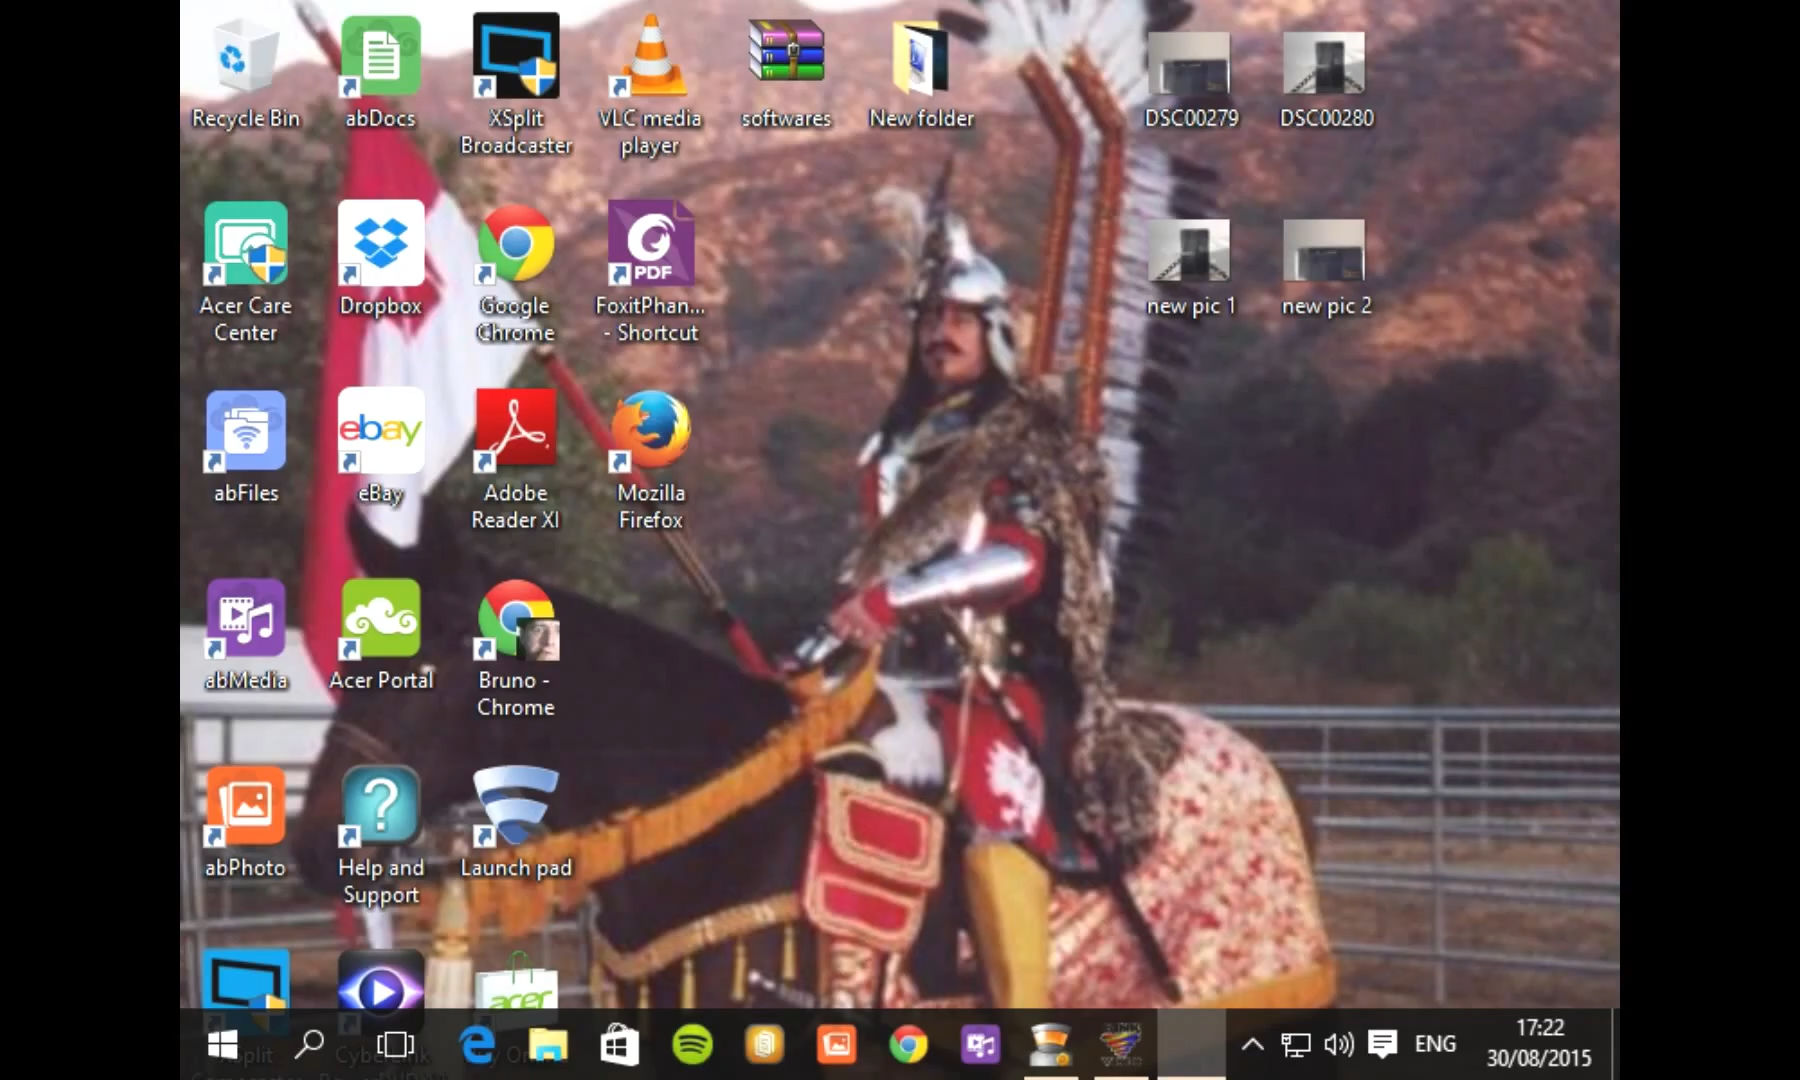 Recycle Bin
abDocs
XSplit
Broadcaster
VLC media
player
softwares
New folder
DSC00279
DSC00280
Acer Care
Center
Dropbox
Google
Chrome
PDF
FoxitPhan...
- Shortcut
new pic 1
new pic 2
abFiles
ebay
eBay
Adobe
Reader XI
Mozilla
Firefox
abMedia
Acer Portal
Bruno -
Chrome
abPhoto
Help and
Support
Launch pad
acer
ENG
17:22
30/08/2015